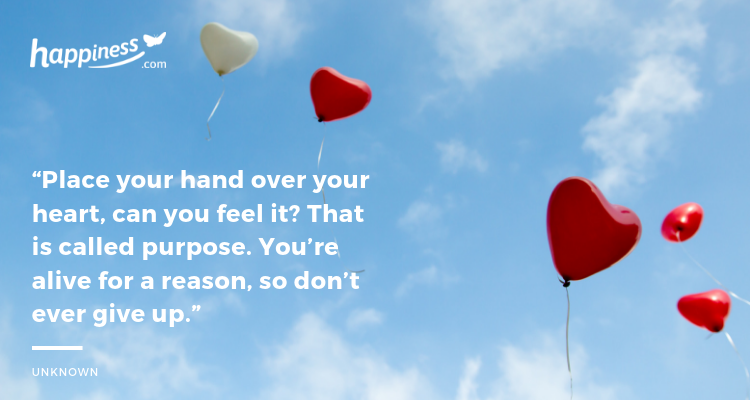 happiness
.com
“Place your hand over your
heart, can you feel it? That
is called purpose. You’re
alive for a reason, so don’t
ever give up.”
UNKNOWN